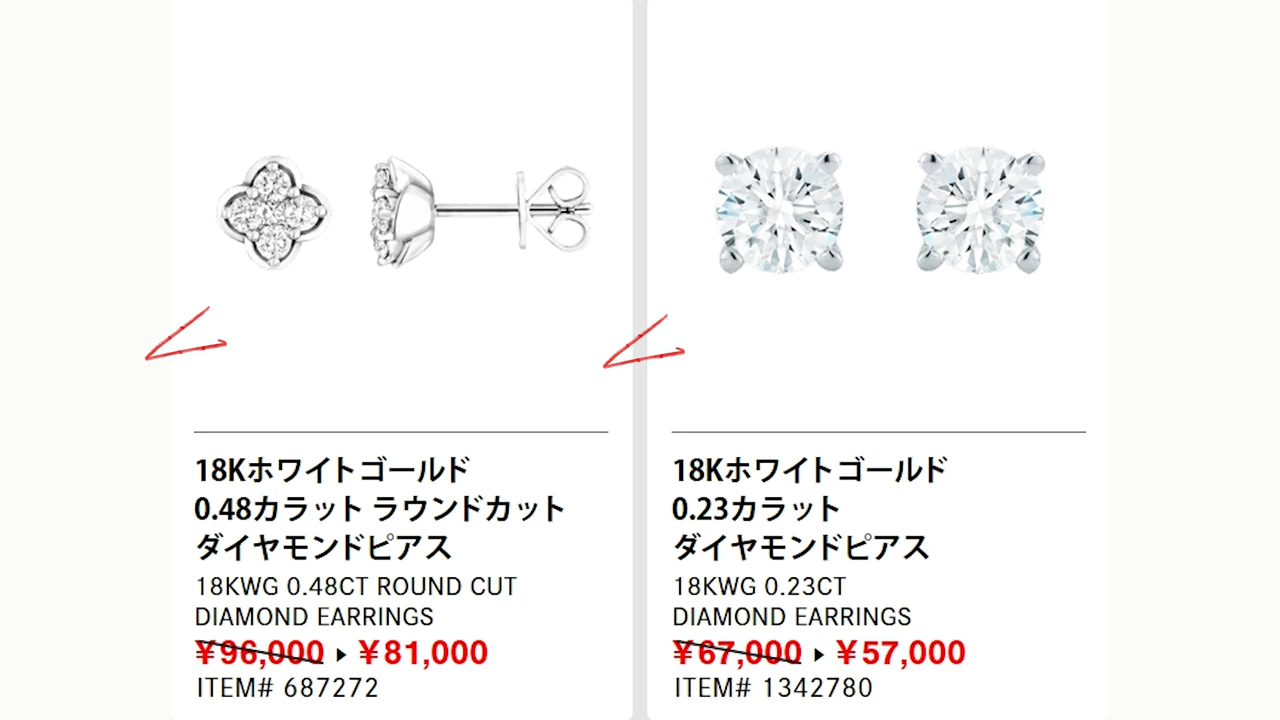 18Kホワイトゴールド
0.48カラット ラウンドカット
ダイヤモンドピアス
18KWG 0.48CT ROUND CUT
DIAMOND EARRINGS
¥96,000 ▶ ¥81,000
ITEM# 687272
18Kホワイトゴールド
0.23カラット
ダイヤモンドピアス
18KWG 0.23CT
DIAMOND EARRINGS
¥67,000 ▶ ¥57,000
ITEM# 1342780